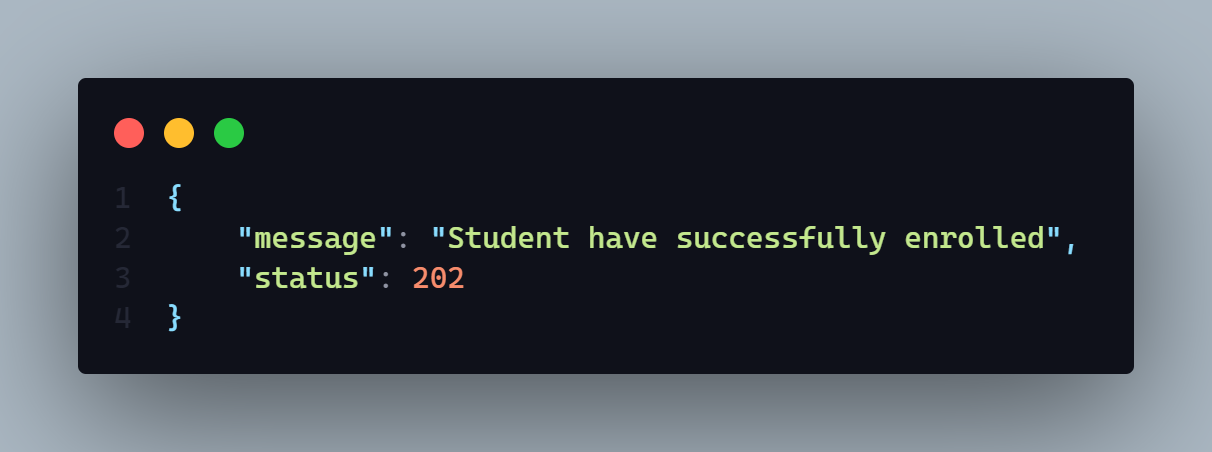 1 {
2 "message": "Student have successfully enrolled",
3 "status": 202
4 }